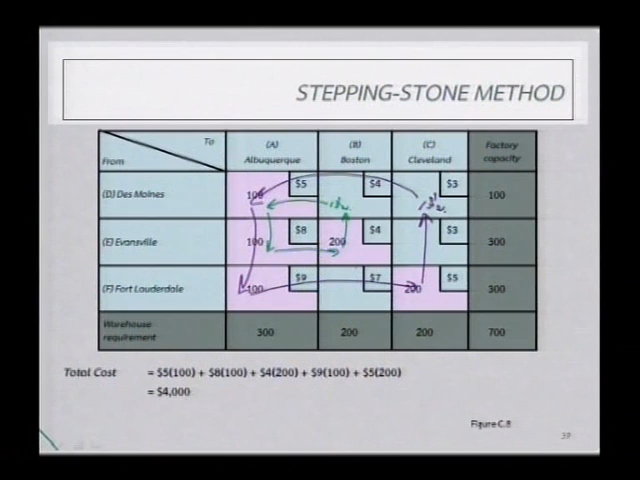 STEPPING-STONE METHOD
To
From
(A) Albuquerque
(B) Boston
(C) Cleveland
Factory capacity
(D) Des Moines
100 $5 $4 $3 100
(E) Evansville
100 $8 200 $4 $3 300
(F) Fort Lauderdale
100 $9 $7 200 $5 300
Warehouse requirement
300 200 200 700
Total Cost = $5(100) + $8(100) + $4(200) + $9(100) + $5(200)
= $4,000
Figure C.8